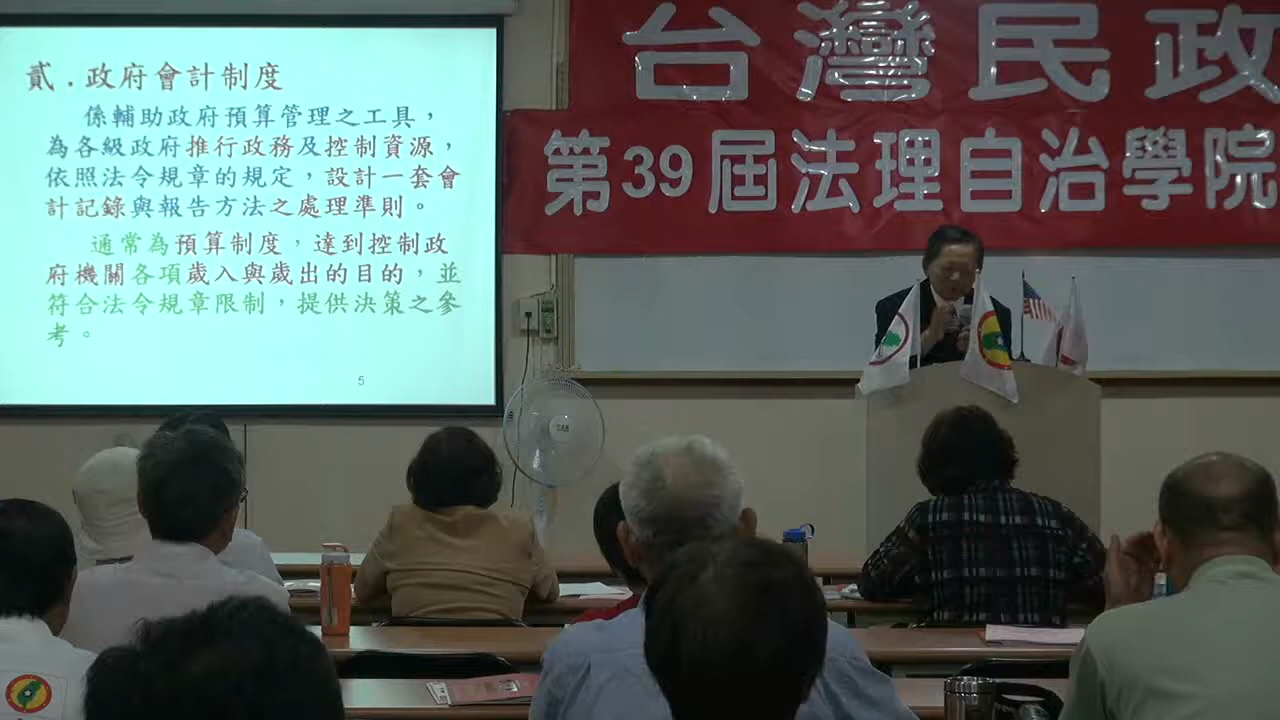 貳.政府會計制度
係輔助政府預算管理之工具，
為各級政府推行政務及控制資源，
依照法令規章的規定，設計一套會
計記錄與報告方法之處理準則。
通常為預算制度，達到控制政
府機關各項歲入與歲出的目的，並
符合法令規章限制，提供決策之參
考。
5
台灣民政
第39屆法理自治學院